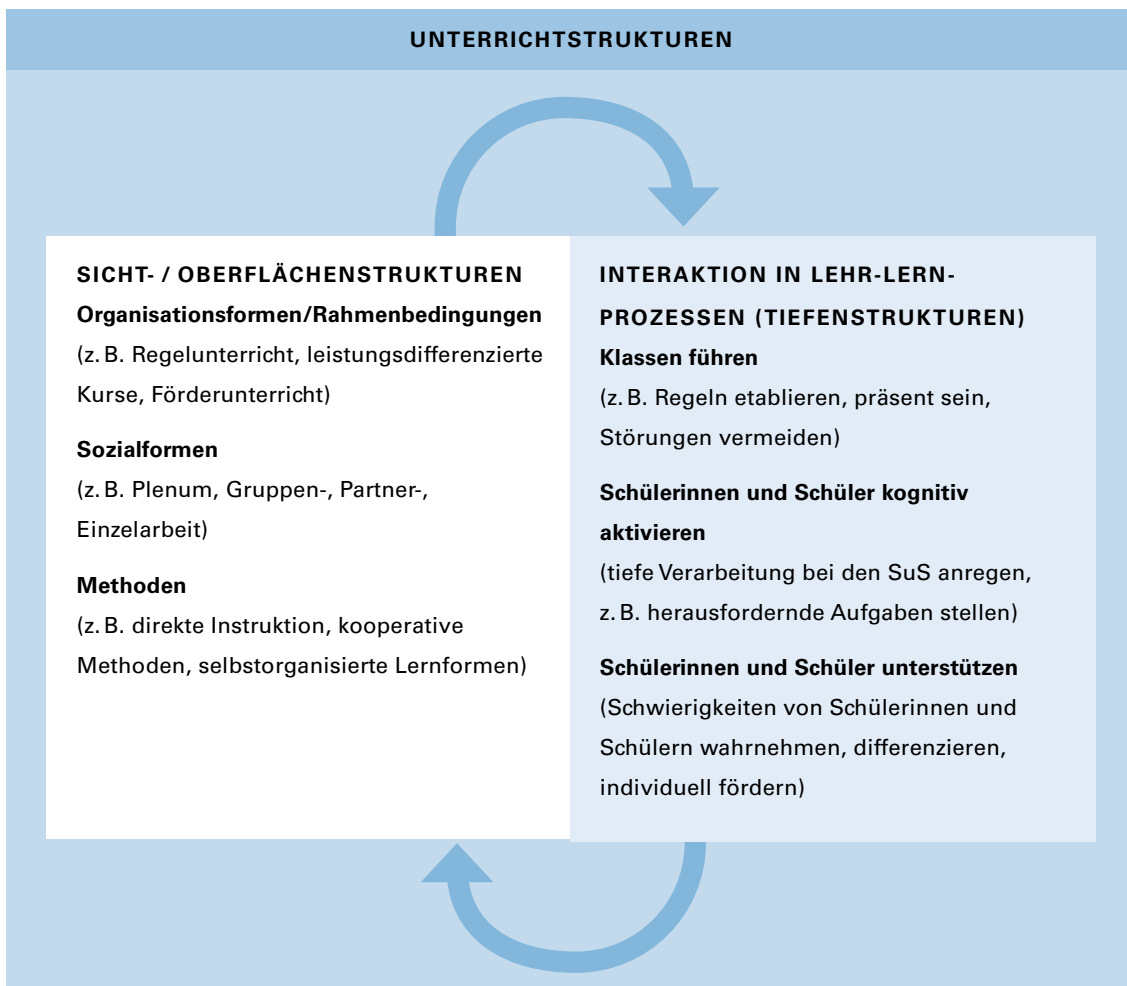 UNTERRICHTSTRUKTUREN
SICHT- / OBERFLÄCHENSTRUKTUREN
Organisationsformen/Rahmenbedingungen
(z. B. Regelunterricht, leistungsdifferenzierte
Kurse, Förderunterricht)
Sozialformen
(z. B. Plenum, Gruppen-, Partner-,
Einzelarbeit)
Methoden
(z. B. direkte Instruktion, kooperative
Methoden, selbstorganisierte Lernformen)
INTERAKTION IN LEHR-LERN-
PROZESSEN (TIEFENSTRUKTUREN)
Klassen führen
(z. B. Regeln etablieren, präsent sein,
Störungen vermeiden)
Schülerinnen und Schüler kognitiv
aktivieren
(tiefe Verarbeitung bei den SuS anregen,
z. B. herausfordernde Aufgaben stellen)
Schülerinnen und Schüler unterstützen
(Schwierigkeiten von Schülerinnen und
Schülern wahrnehmen, differenzieren,
individuell fördern)